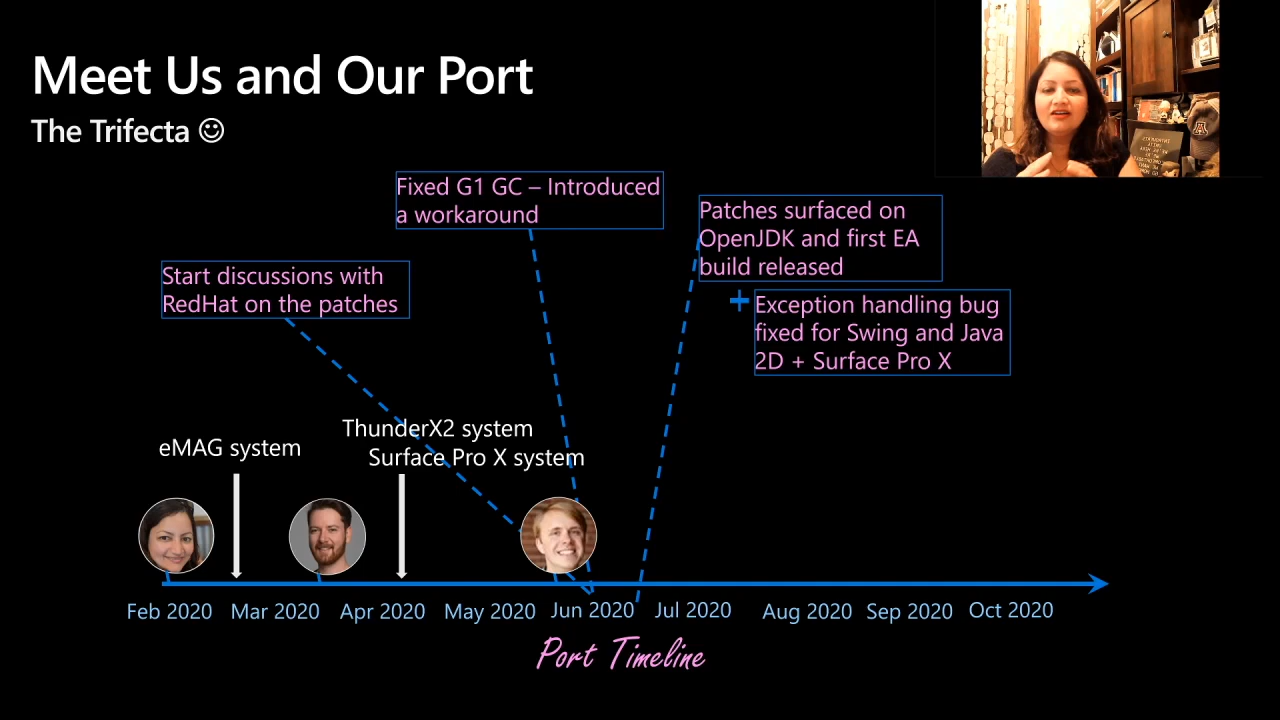 Meet Us and Our Port
The Trifecta ☺
Fixed G1 GC – Introduced
a workaround
Patches surfaced on
OpenJDK and first EA
build released
Start discussions with
RedHat on the patches
+
Exception handling bug
fixed for Swing and Java
2D + Surface Pro X
ThunderX2 system
eMAG system
Surface Pro X system
Feb 2020
Mar 2020
Apr 2020
May 2020
Jun 2020
Jul 2020
Aug 2020
Sep 2020
Oct 2020
Port Timeline